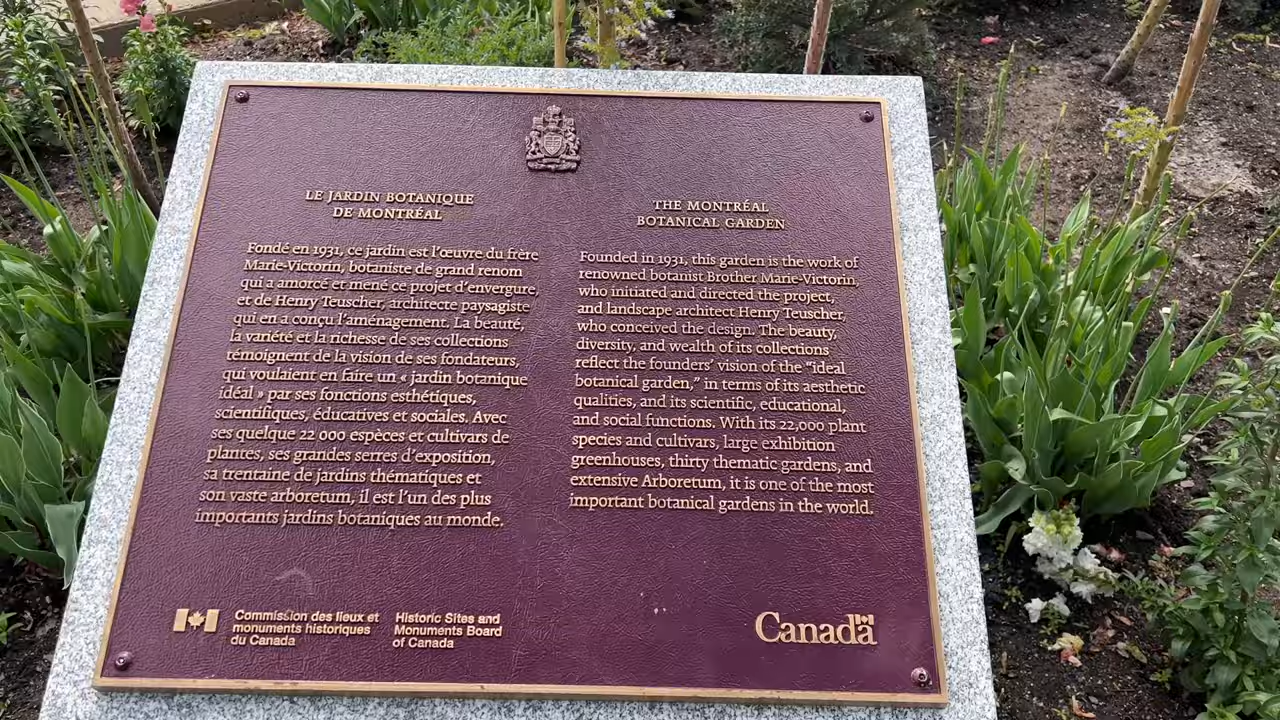 LE JARDIN BOTANIQUE
DE MONTRÉAL
Fondé en 1931, ce jardin est l'œuvre du frère
Marie-Victorin, botaniste de grand renom
qui a amorcé et mené ce projet d'envergure,
et de Henry Teuscher, architecte paysagiste
qui en a conçu l'aménagement. La beauté,
la variété et la richesse de ses collections
témoignent de la vision de ses fondateurs,
qui voulaient en faire un « jardin botanique
idéal » par ses fonctions esthétiques,
scientifiques, éducatives et sociales. Avec
ses quelque 22 000 espèces et cultivars de
plantes, ses grandes serres d'exposition,
sa trentaine de jardins thématiques et
son vaste arboretum, il est l'un des plus
importants jardins botaniques au monde.
THE MONTRÉAL
BOTANICAL GARDEN
Founded in 1931, this garden is the work of
renowned botanist Brother Marie-Victorin,
who initiated and directed the project,
and landscape architect Henry Teuscher,
who conceived the design. The beauty,
diversity, and wealth of its collections
reflect the founders' vision of the "ideal
botanical garden," in terms of its aesthetic
qualities, and its scientific, educational,
and social functions. With its 22,000 plant
species and cultivars, large exhibition
greenhouses, thirty thematic gardens, and
extensive Arboretum, it is one of the most
important botanical gardens in the world.
Commission des lieux et
monuments historiques
du Canada
Historic Sites and
Monuments Board
of Canada
Canada